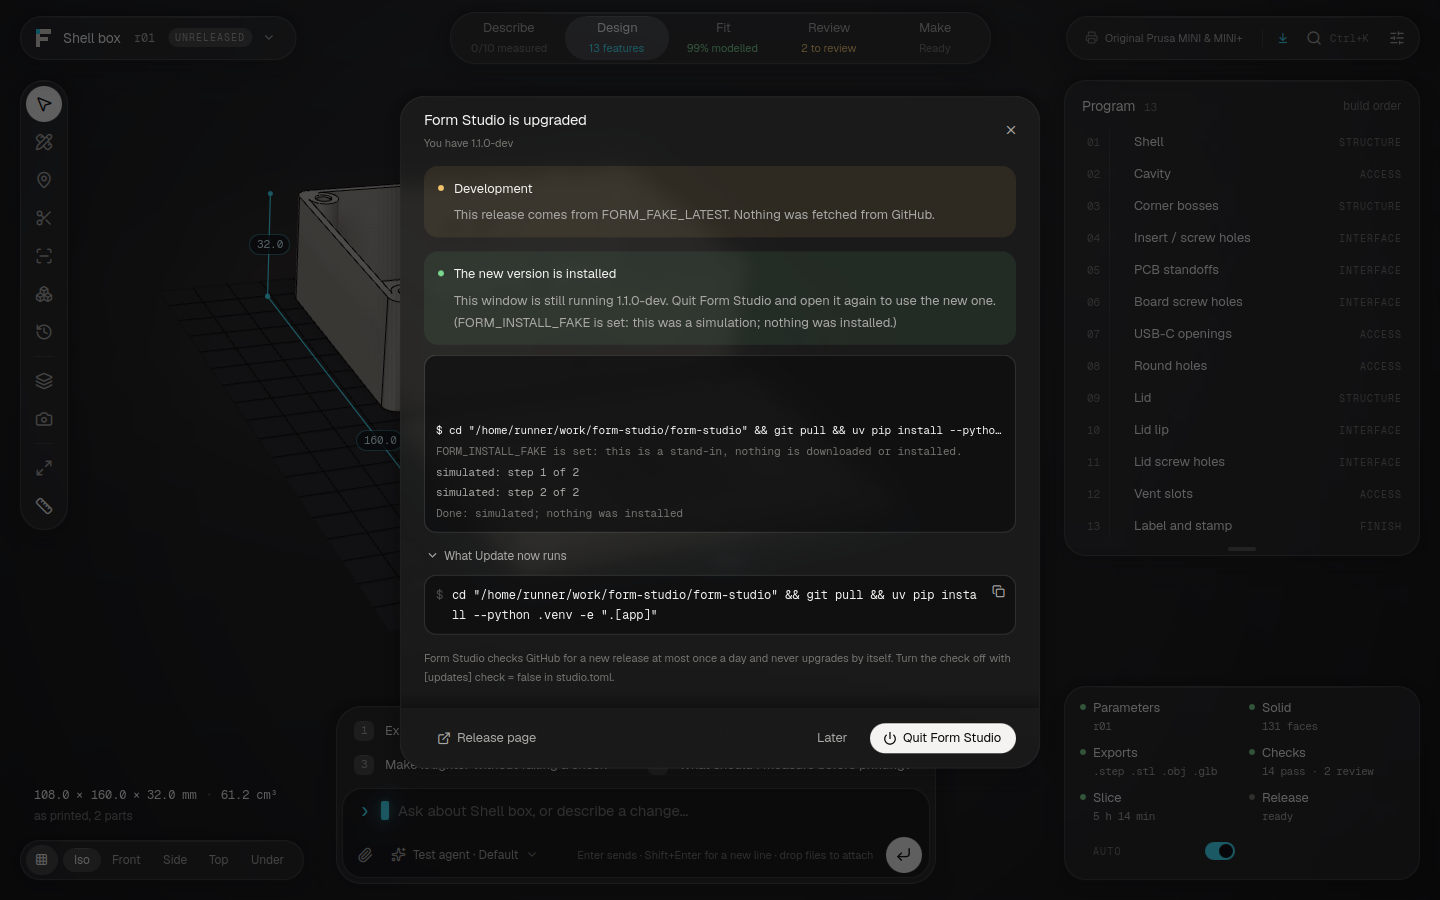 Shell box r01 UNRELEASED
Describe
0/10 measured
Design
13 features
Fit
99% modelled
Review
2 to review
Make
Ready
Original Prusa MINI & MINI+
Ctrl+K
Form Studio is upgraded
You have 1.1.0-dev
Development
This release comes from FORM_FAKE_LATEST. Nothing was fetched from GitHub.
The new version is installed
This window is still running 1.1.0-dev. Quit Form Studio and open it again to use the new one.
(FORM_INSTALL_FAKE is set: this was a simulation; nothing was installed.)
$ cd "/home/runner/work/form-studio/form-studio" && git pull && uv pip install --pytho…
FORM_INSTALL_FAKE is set: this is a stand-in, nothing is downloaded or installed.
simulated: step 1 of 2
simulated: step 2 of 2
Done: simulated; nothing was installed
What Update now runs
$ cd "/home/runner/work/form-studio/form-studio" && git pull && uv pip insta
ll --python .venv -e ".[app]"
Form Studio checks GitHub for a new release at most once a day and never upgrades by itself. Turn the check off with
[updates] check = false in studio.toml.
Release page
Later
Quit Form Studio
32.0
160.0
Program 13 build order
01 Shell STRUCTURE
02 Cavity ACCESS
03 Corner bosses STRUCTURE
04 Insert / screw holes INTERFACE
05 PCB standoffs INTERFACE
06 Board screw holes INTERFACE
07 USB-C openings ACCESS
08 Round holes ACCESS
09 Lid STRUCTURE
10 Lid lip INTERFACE
11 Lid screw holes INTERFACE
12 Vent slots ACCESS
13 Label and stamp FINISH
1 Ex
3
Ask about Shell box, or describe a change…
Test agent · Default
Enter sends · Shift+Enter for a new line · drop files to attach
108.0 × 160.0 × 32.0 mm · 61.2 cm³
as printed, 2 parts
Iso Front Side Top Under
Parameters
r01
Solid
131 faces
Exports
.step .stl .obj .glb
Checks
14 pass · 2 review
Slice
5 h 14 min
Release
ready
AUTO